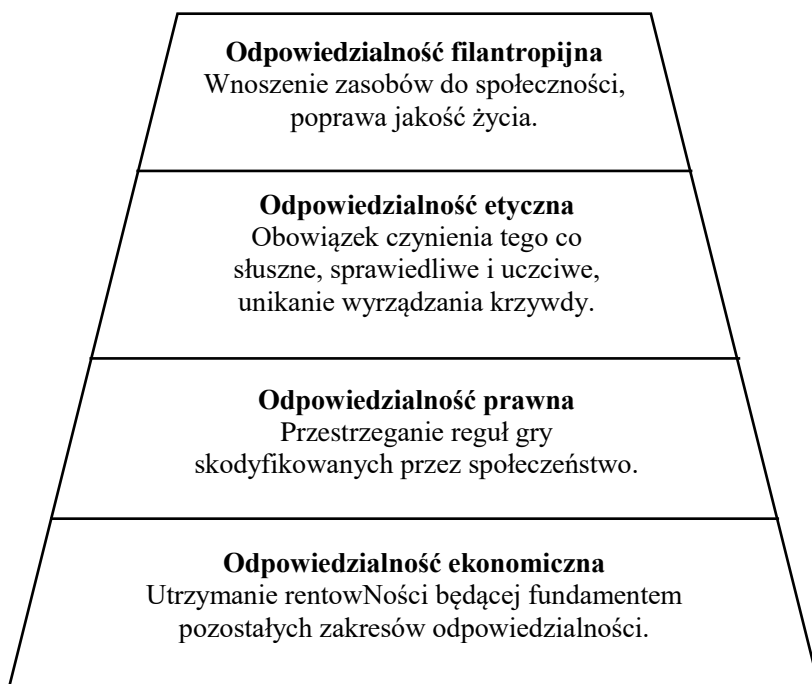 Odpowiedzialność filantropijna
Wnoszenie zasobów do społeczności,
poprawa jakość życia.
Odpowiedzialność etyczna
Obowiązek czynienia tego co
słuszne, sprawiedliwe i uczciwe,
unikanie wyrządzania krzywdy.
Odpowiedzialność prawna
Przestrzeganie reguł gry
skodyfikowanych przez społeczeństwo.
Odpowiedzialność ekonomiczna
Utrzymanie rentowNości będącej fundamentem
pozostałych zakresów odpowiedzialności.